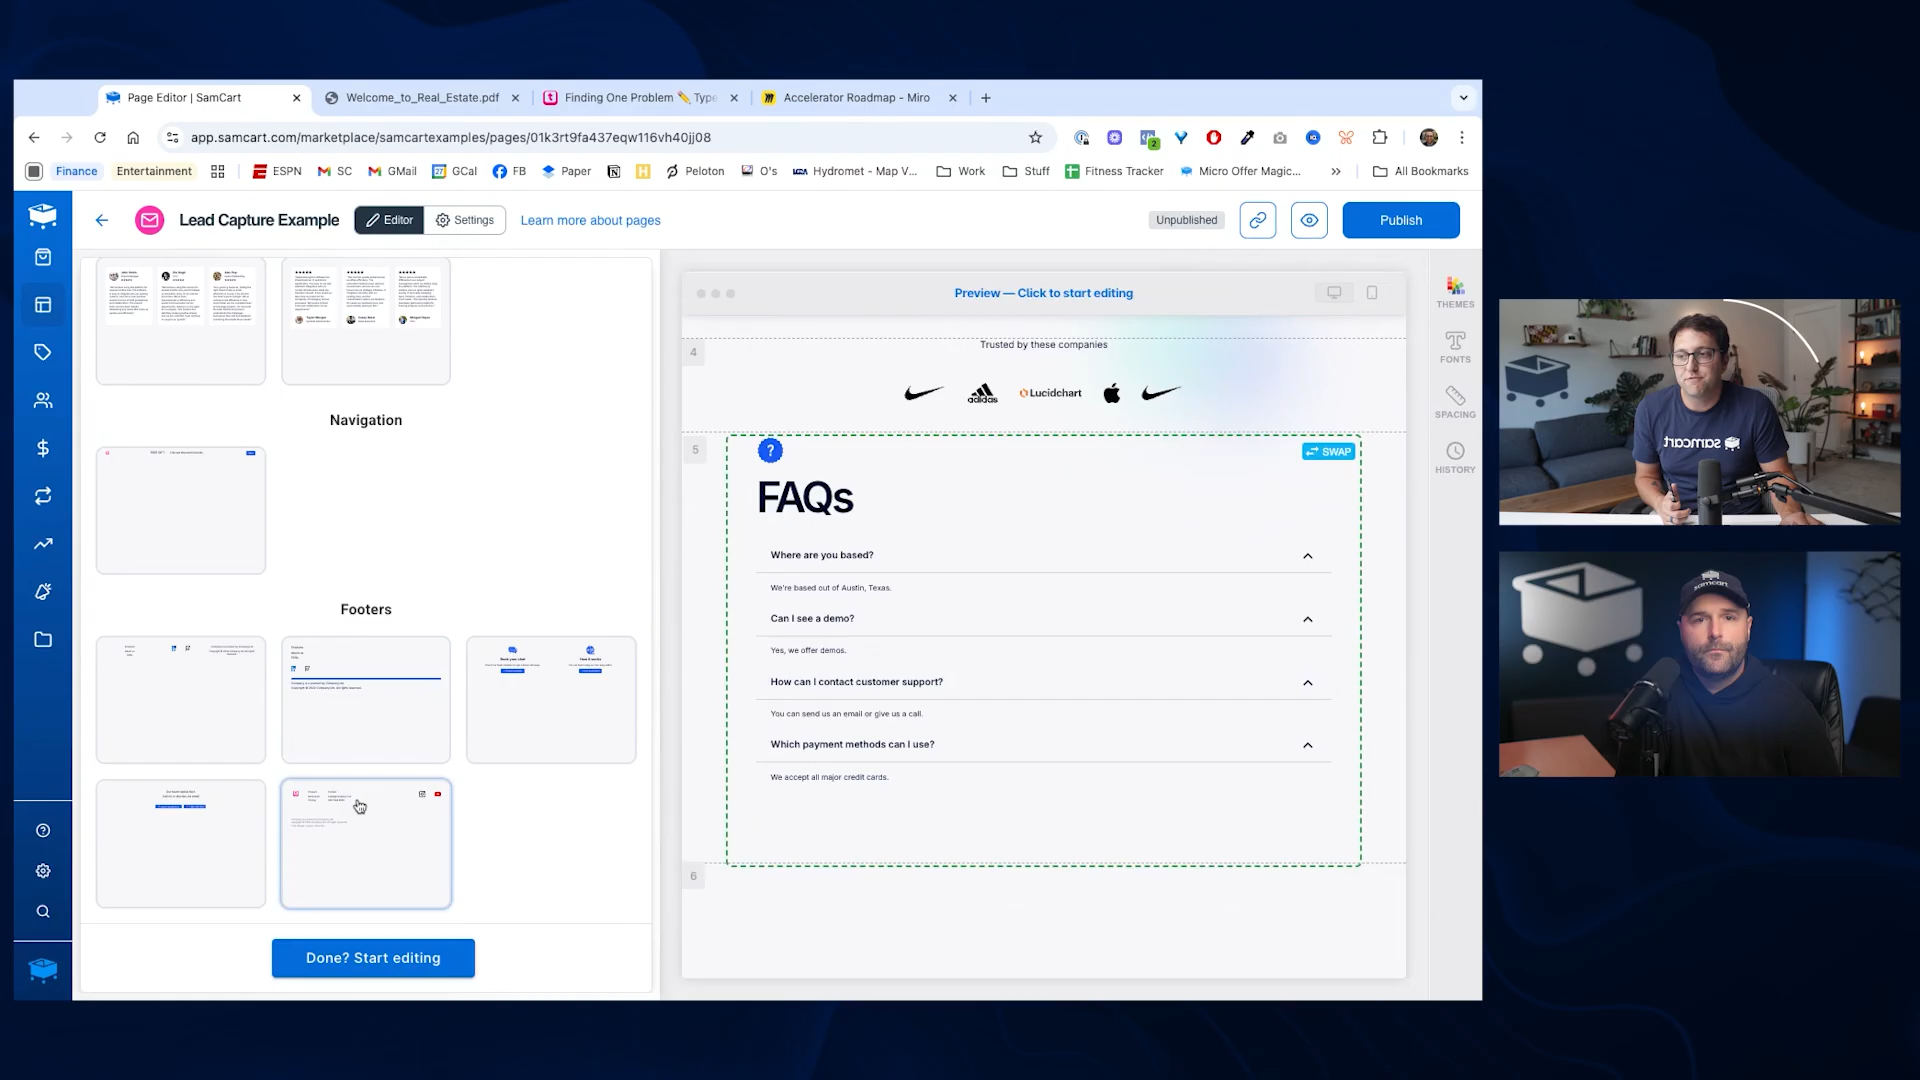 Page Editor | SamCart
Welcome_to_Real_Estate.pdf
Finding One Problem ✏️ Type
Accelerator Roadmap - Miro
app.samcart.com/marketplace/samcartexamples/pages/01k3rt9fa437eqw116vh40jj08
2
Finance
Entertainment
ESPN
SC
GMail
27
GCal
FB
Paper
Peloton
O's
Hydromet - Map V...
Work
Stuff
Fitness Tracker
Micro Offer Magic...
All Bookmarks
Lead Capture Example
Editor
Settings
Learn more about pages
Unpublished
Publish
Preview — Click to start editing
THEMES
FONTS
SPACING
HISTORY
Navigation
Footers
Done? Start editing
4
Trusted by these companies
adidas
Lucidchart
5
?
SWAP
FAQs
Where are you based?
We're based out of Austin, Texas.
Can I see a demo?
Yes, we offer demos.
How can I contact customer support?
You can send us an email or give us a call.
Which payment methods can I use?
We accept all major credit cards.
6
samcart
samcart